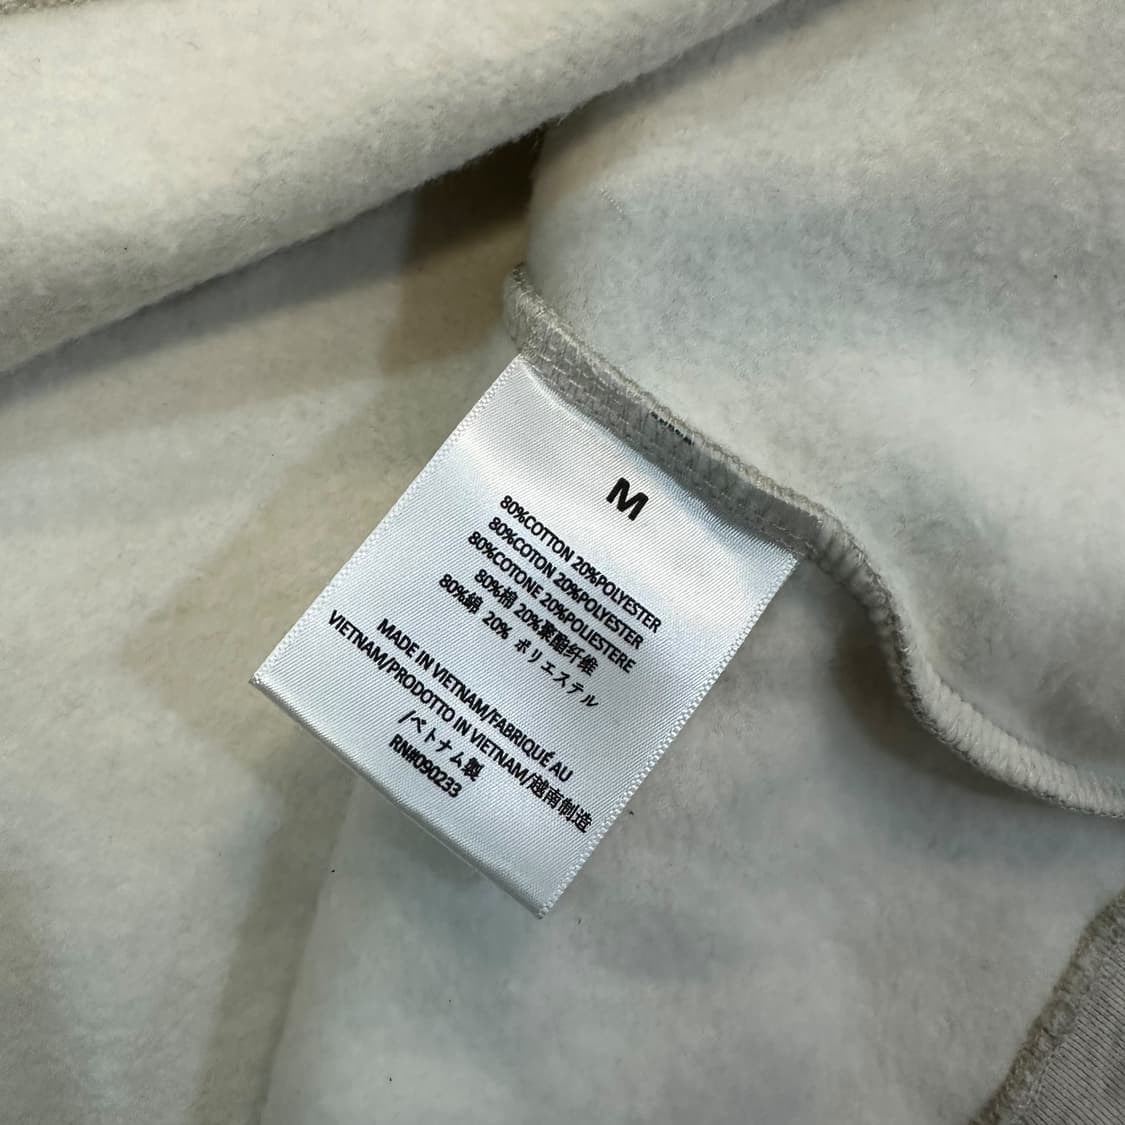 M
80%COTTON 20%POLYESTER
80%COTON 20%POLYESTER
80%COTONE 20%POLIESTERE
80%棉 20%聚酯纤维
80%綿 20% ポリエステル
MADE IN VIETNAM/FABRIQUÉ AU
VIETNAM/PRODOTTO IN VIETNAM/越南制造
/ベトナム製
RN#090233